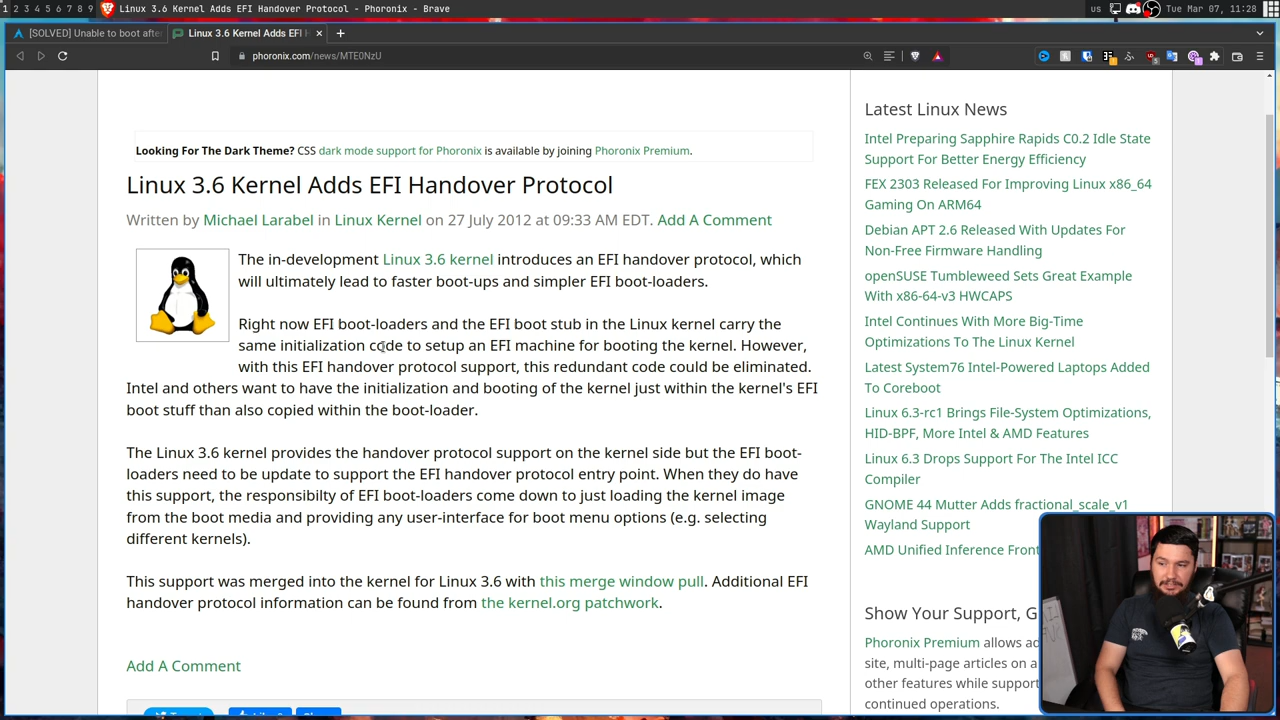 1 2 3 4 5 6 7 8 9 Linux 3.6 Kernel Adds EFI Handover Protocol - Phoronix - Brave
us Tue Mar 07, 11:28
[SOLVED] Unable to boot after
Linux 3.6 Kernel Adds EFI H
phoronix.com/news/MTE0NzU
Looking For The Dark Theme? CSS dark mode support for Phoronix is available by joining Phoronix Premium.
Linux 3.6 Kernel Adds EFI Handover Protocol
Written by Michael Larabel in Linux Kernel on 27 July 2012 at 09:33 AM EDT. Add A Comment
The in-development Linux 3.6 kernel introduces an EFI handover protocol, which
will ultimately lead to faster boot-ups and simpler EFI boot-loaders.
Right now EFI boot-loaders and the EFI boot stub in the Linux kernel carry the
same initialization code to setup an EFI machine for booting the kernel. However,
with this EFI handover protocol support, this redundant code could be eliminated.
Intel and others want to have the initialization and booting of the kernel just within the kernel's EFI
boot stuff than also copied within the boot-loader.
The Linux 3.6 kernel provides the handover protocol support on the kernel side but the EFI boot-
loaders need to be update to support the EFI handover protocol entry point. When they do have
this support, the responsibilty of EFI boot-loaders come down to just loading the kernel image
from the boot media and providing any user-interface for boot menu options (e.g. selecting
different kernels).
This support was merged into the kernel for Linux 3.6 with this merge window pull. Additional EFI
handover protocol information can be found from the kernel.org patchwork.
Add A Comment
Latest Linux News
Intel Preparing Sapphire Rapids C0.2 Idle State
Support For Better Energy Efficiency
FEX 2303 Released For Improving Linux x86_64
Gaming On ARM64
Debian APT 2.6 Released With Updates For
Non-Free Firmware Handling
openSUSE Tumbleweed Sets Great Example
With x86-64-v3 HWCAPS
Intel Continues With More Big-Time
Optimizations To The Linux Kernel
Latest System76 Intel-Powered Laptops Added
To Coreboot
Linux 6.3-rc1 Brings File-System Optimizations,
HID-BPF, More Intel & AMD Features
Linux 6.3 Drops Support For The Intel ICC
Compiler
GNOME 44 Mutter Adds fractional_scale_v1
Wayland Support
AMD Unified Inference Front
Show Your Support, G
Phoronix Premium allows ad
site, multi-page articles on a
other features while support
continued operations.